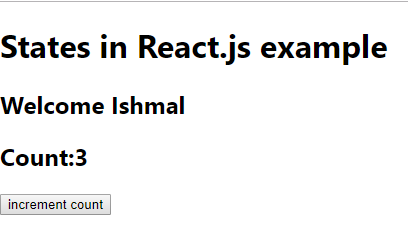 States in React.js example
Welcome Ishmal
Count:3
increment count